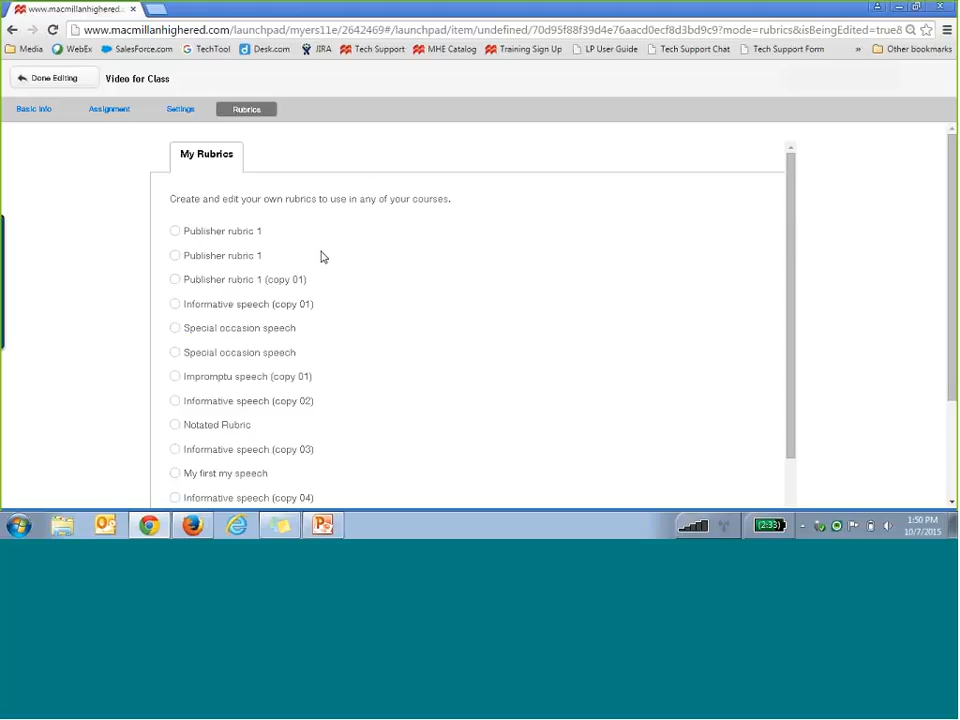 www.macmillanhighered.
www.macmillanhighered.com/launchpad/myers11e/2642469#/launchpad/item/undefined/70d95f88f39d4e76aacd0ecf8d3bd9c9?mode=rubrics&isBeingEdited=true&
Media WebEx SalesForce.com TechTool Desk.com JIRA Tech Support MHE Catalog Training Sign Up LP User Guide Tech Support Chat Tech Support Form » Other bookmarks
Done Editing Video for Class
Basic Info Assignment Settings Rubrics
My Rubrics
Create and edit your own rubrics to use in any of your courses.
Publisher rubric 1
Publisher rubric 1
Publisher rubric 1 (copy 01)
Informative speech (copy 01)
Special occasion speech
Special occasion speech
Impromptu speech (copy 01)
Informative speech (copy 02)
Notated Rubric
Informative speech (copy 03)
My first my speech
Informative speech (copy 04)
(2:33)
1:50 PM
10/7/2015